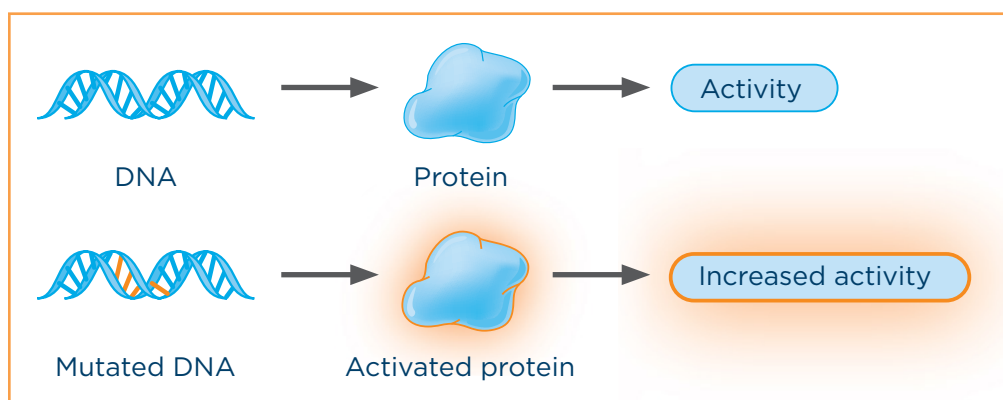 Activity
DNA
Protein
Increased activity
Mutated DNA
Activated protein